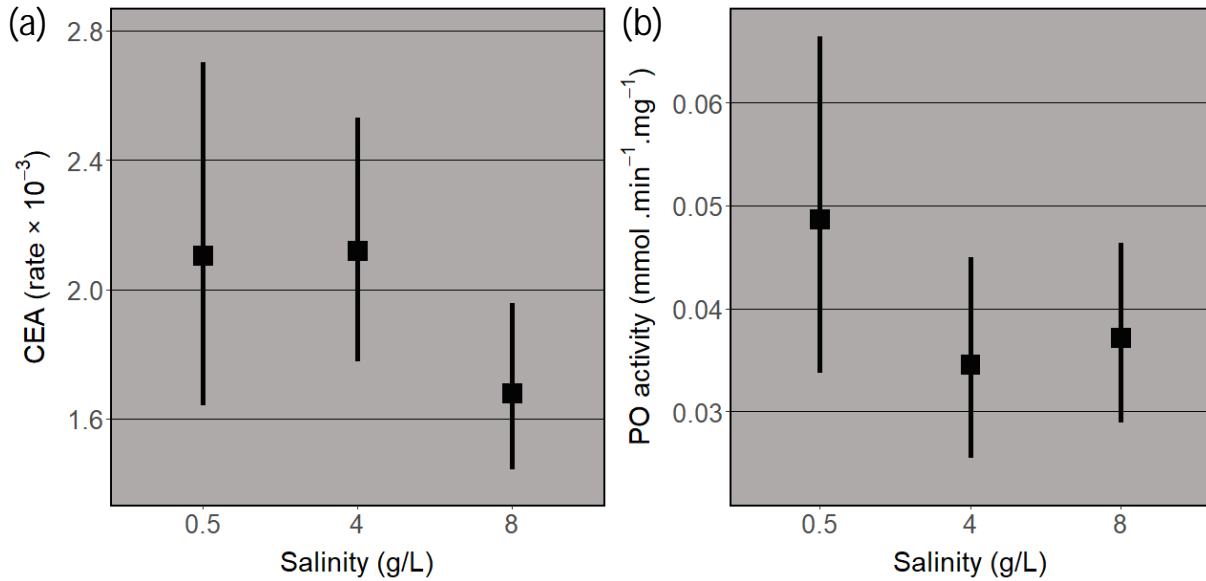 (a)
CEA (rate × 10⁻³)
2.8
2.4
2.0
1.6
0.5 4 8
Salinity (g/L)
(b)
PO activity (mmol .min⁻¹.mg⁻¹)
0.06
0.05
0.04
0.03
0.5 4 8
Salinity (g/L)